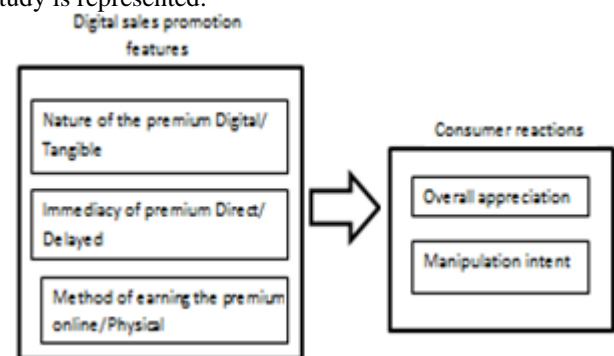 study is represented.
Digital sales promotion
features
Nature of the premium Digital/
Tangible
Immediacy of premium Direct/
Delayed
Method of earning the premium
online/Physical
Consumer reactions
Overall appreciation
Manipulation intent